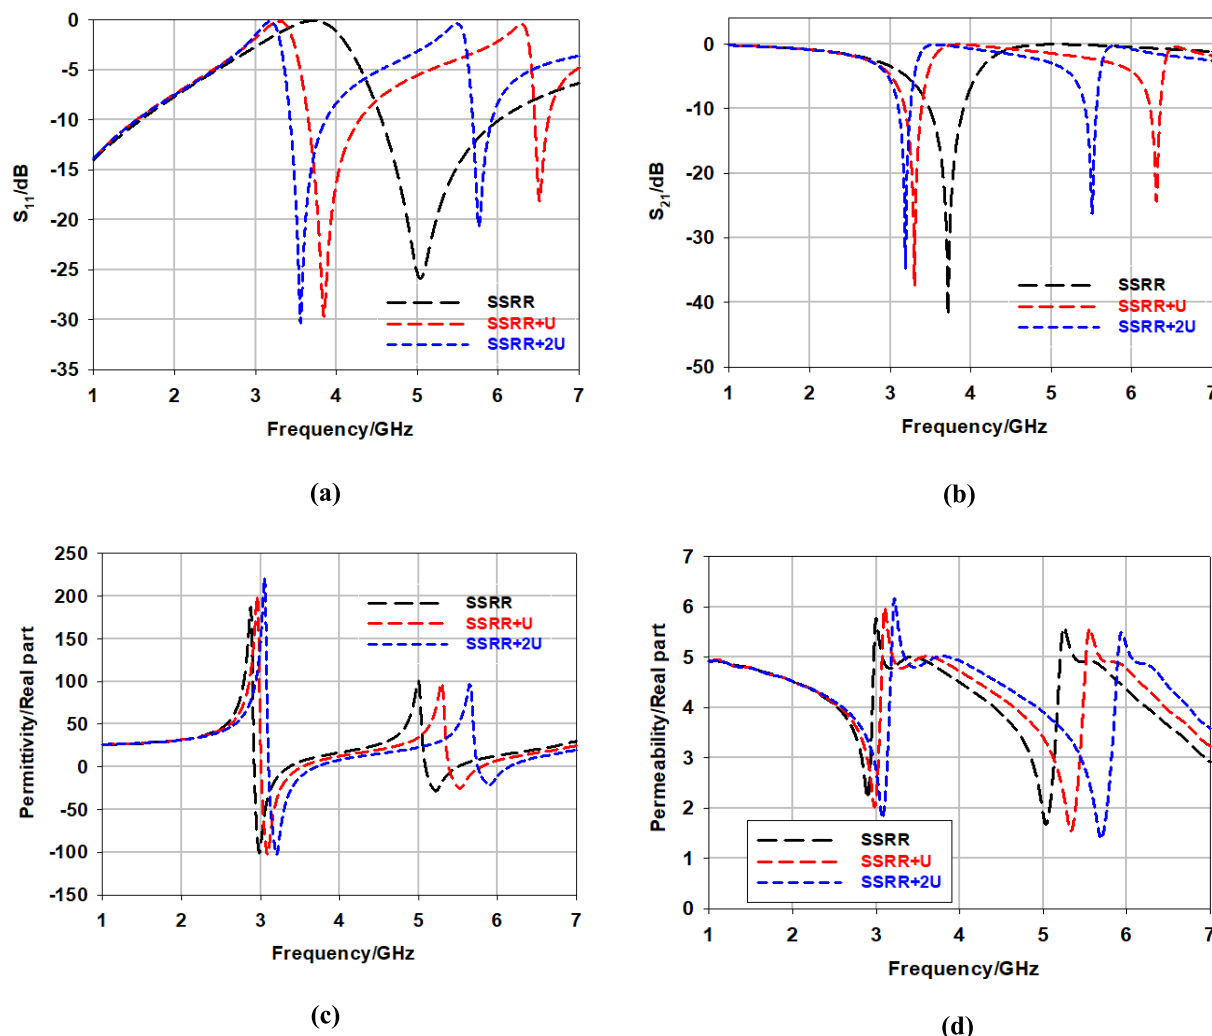 0
-5
-10
-15
-20
-25
-30
-35
S11/dB
SSRR
SSRR+U
SSRR+2U
1 2 3 4 5 6 7
Frequency/GHz
(a)
0
-10
-20
-30
-40
-50
S21/dB
SSRR
SSRR+U
SSRR+2U
1 2 3 4 5 6 7
Frequency/GHz
(b)
250
200
150
100
50
0
-50
-100
-150
Permittivity/Real part
SSRR
SSRR+U
SSRR+2U
1 2 3 4 5 6 7
Frequency/GHz
(c)
7
6
5
4
3
2
1
0
Permeability/Real part
SSRR
SSRR+U
SSRR+2U
1 2 3 4 5 6 7
Frequency/GHz
(d)